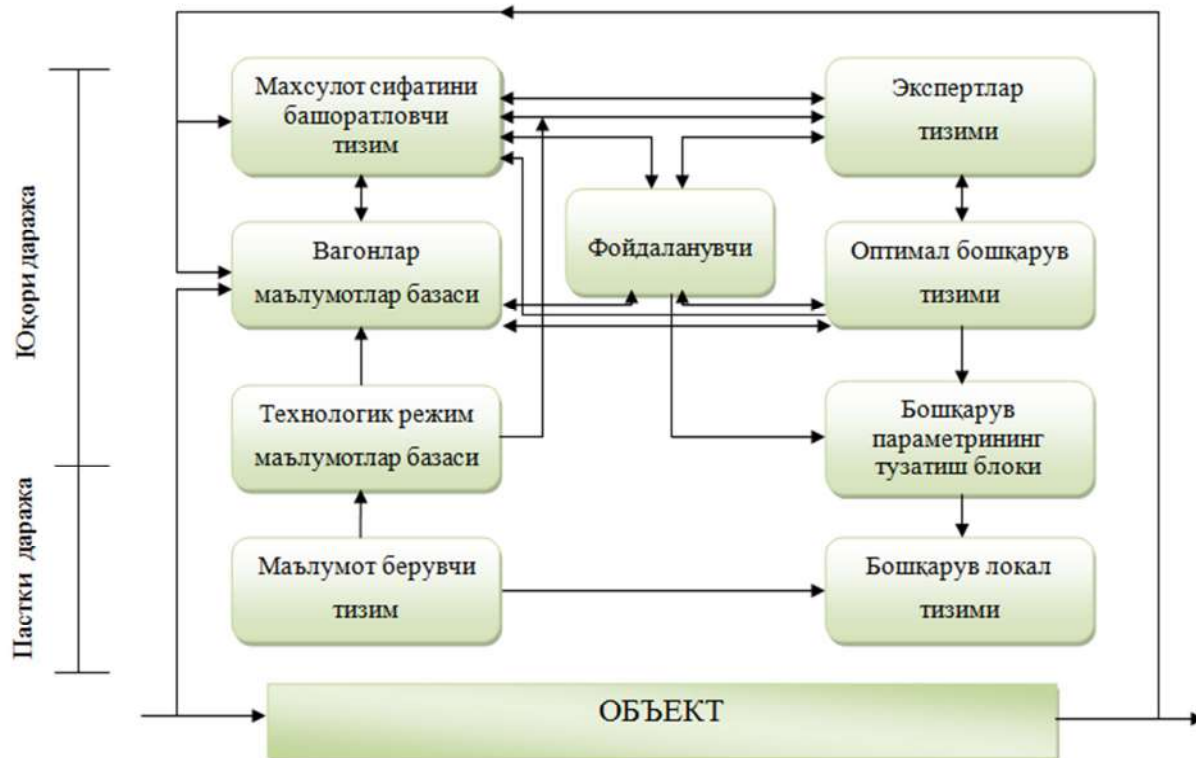 Махсулот сифатини
башоратловчи
тизим
Экспертлар
тизими
Фойдаланувчи
Вагонлар
маълумотлар базаси
Оптимал бошқарув
тизими
Юқори даража
Технологик режим
маълумотлар базаси
Бошқарув
параметрининг
тузатиш блоки
Пастки даража
Маълумот берувчи
тизим
Бошқарув локал
тизими
ОБЪЕКТ